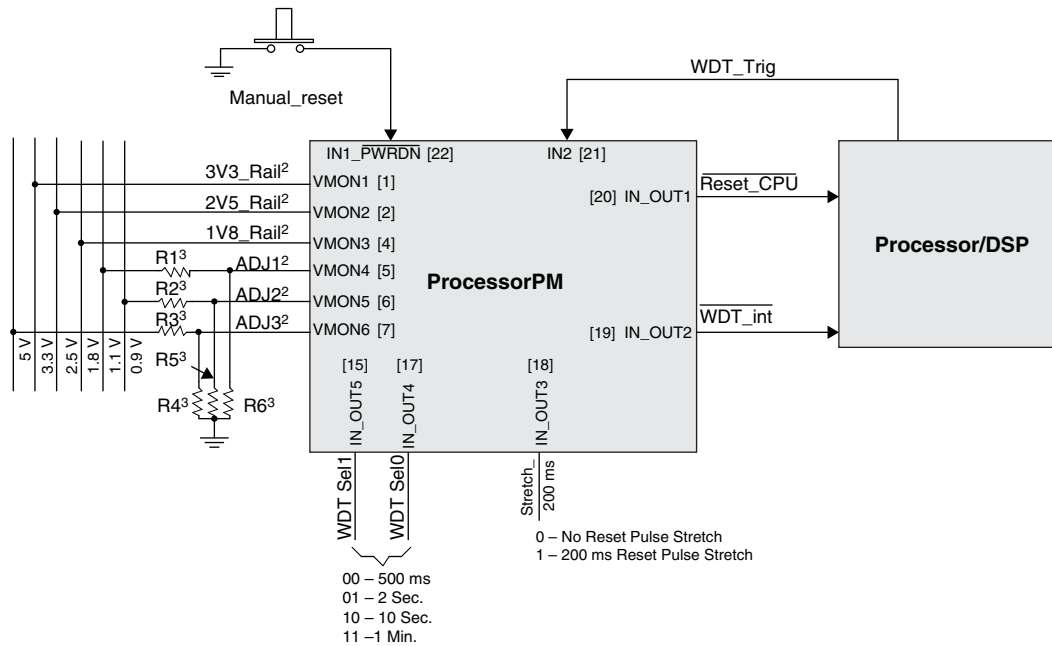 WDT_Trig
Manual_reset
IN1_PWRDN [22]
IN2 [21]
3V3_Rail2
VMON1 [1]
Reset_CPU
[20] IN_OUT1
2V5_Rail2
VMON2 [2]
1V8_Rail2
VMON3 [4]
Processor/DSP
R13
ADJ12
VMON4 [5]
ProcessorPM
R23
ADJ22
VMON5 [6]
R33
ADJ32
VMON6 [7]
WDT_int
[19] IN_OUT2
5 V
3.3 V
2.5 V
1.8 V
1.1 V
0.9 V
R53
[15]
[17]
[18]
R43
R63
IN_OUT5
IN_OUT4
IN_OUT3
WDT Sel1
WDT Sel0
Stretch_
200 ms
0 – No Reset Pulse Stretch
1 – 200 ms Reset Pulse Stretch
00 – 500 ms
01 – 2 Sec.
10 – 10 Sec.
11 –1 Min.